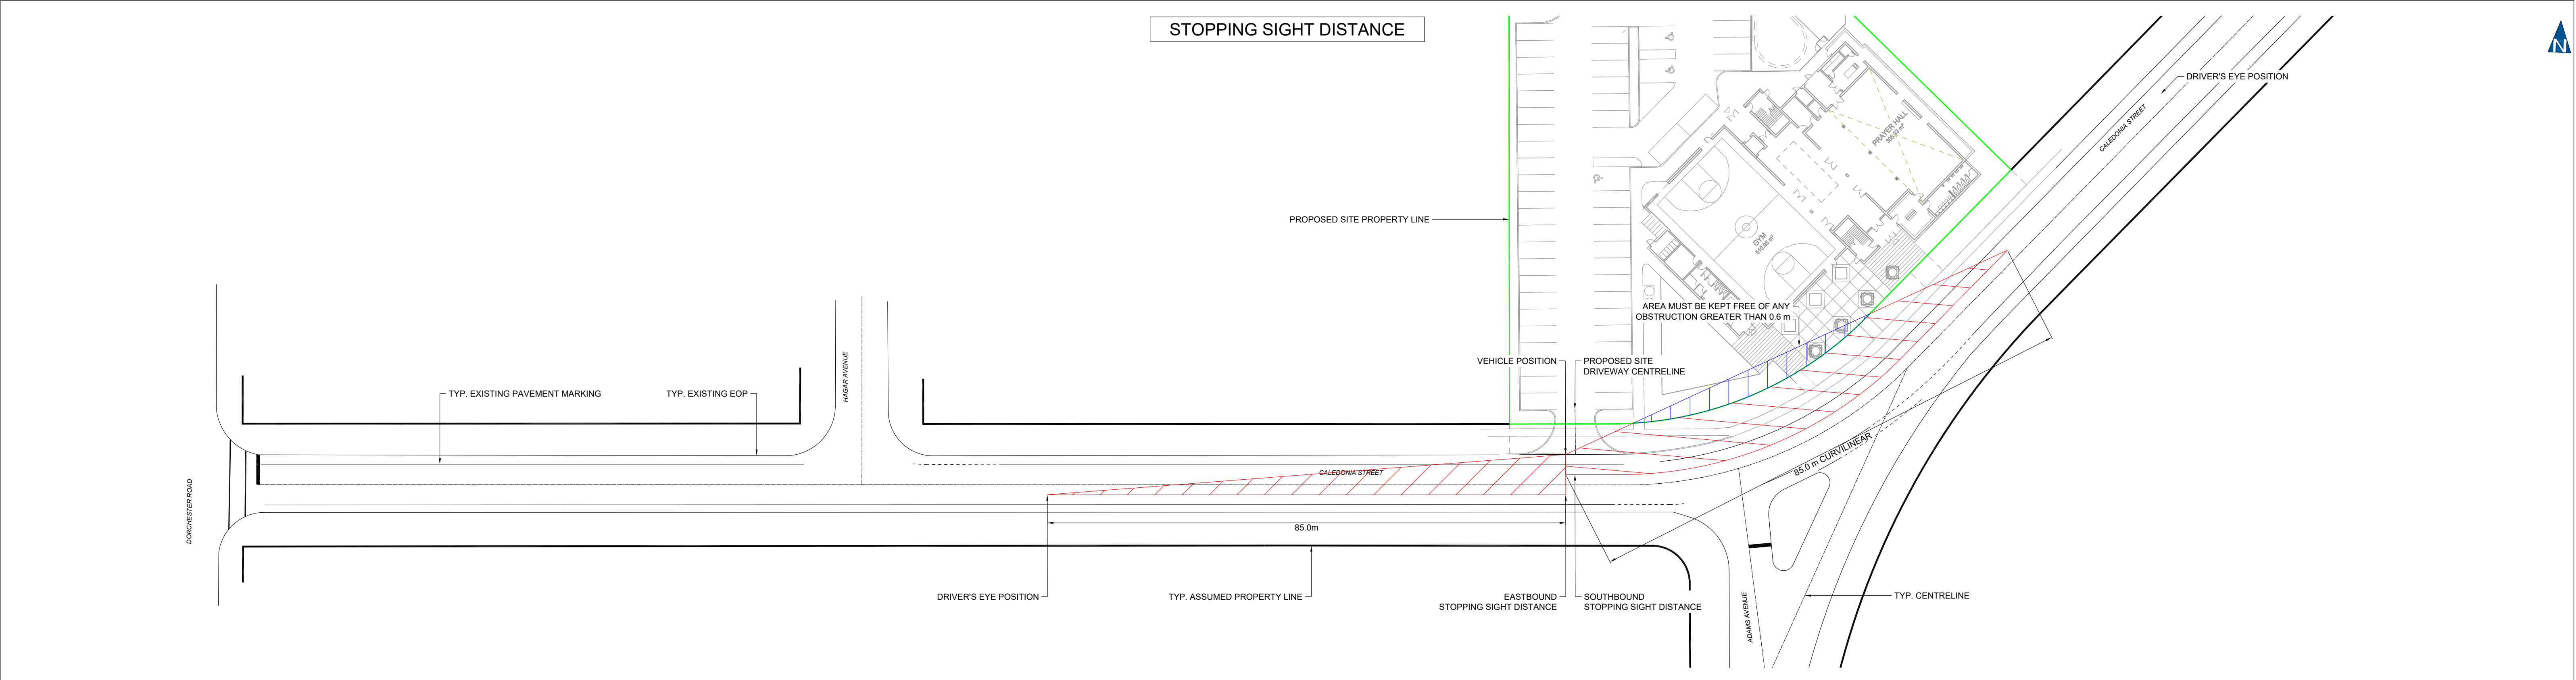 STOPPING SIGHT DISTANCE
N
DRIVER'S EYE POSITION
CALEDONIA STREET
PRAYER HALL
PROPOSED SITE PROPERTY LINE
GYM
510.85 m²
AREA MUST BE KEPT FREE OF ANY
OBSTRUCTION GREATER THAN 0.6 m
VEHICLE POSITION
PROPOSED SITE
DRIVEWAY CENTRELINE
HAGAR AVENUE
TYP. EXISTING PAVEMENT MARKING
TYP. EXISTING EOP
85.0 m CURVILINEAR
CALEDONIA STREET
DORCHESTER ROAD
85.0m
DRIVER'S EYE POSITION
TYP. ASSUMED PROPERTY LINE
EASTBOUND
STOPPING SIGHT DISTANCE
SOUTHBOUND
STOPPING SIGHT DISTANCE
ADAMS AVENUE
TYP. CENTRELINE